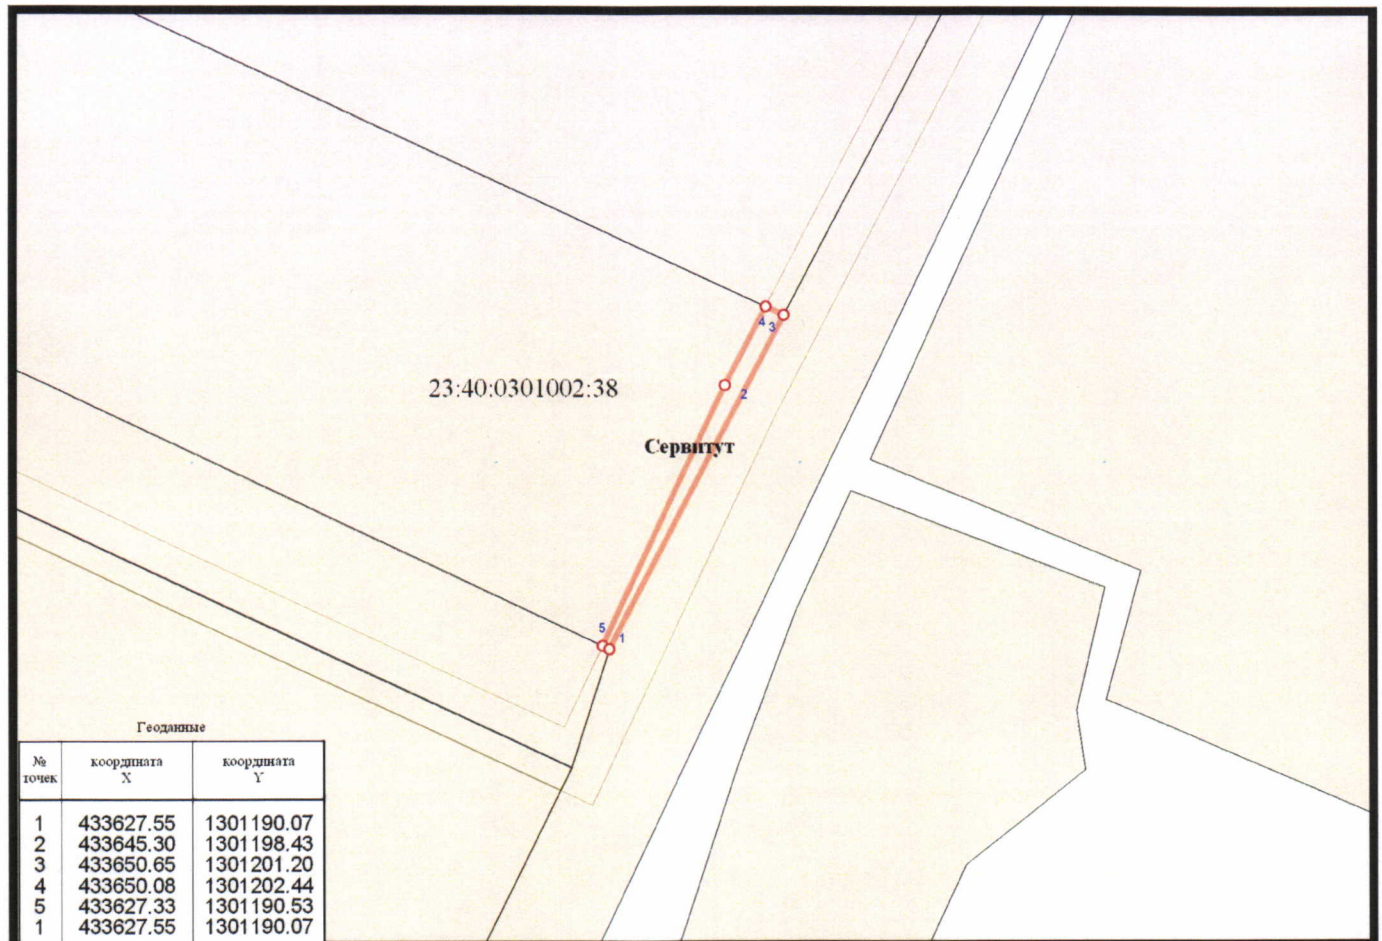 4
3
23:40:0301002:38
2
Сервитут
5
1
Геоданные
№ точек координата X координата Y
1 433627.55 1301190.07
2 433645.30 1301198.43
3 433650.65 1301201.20
4 433650.08 1301202.44
5 433627.33 1301190.53
1 433627.55 1301190.07